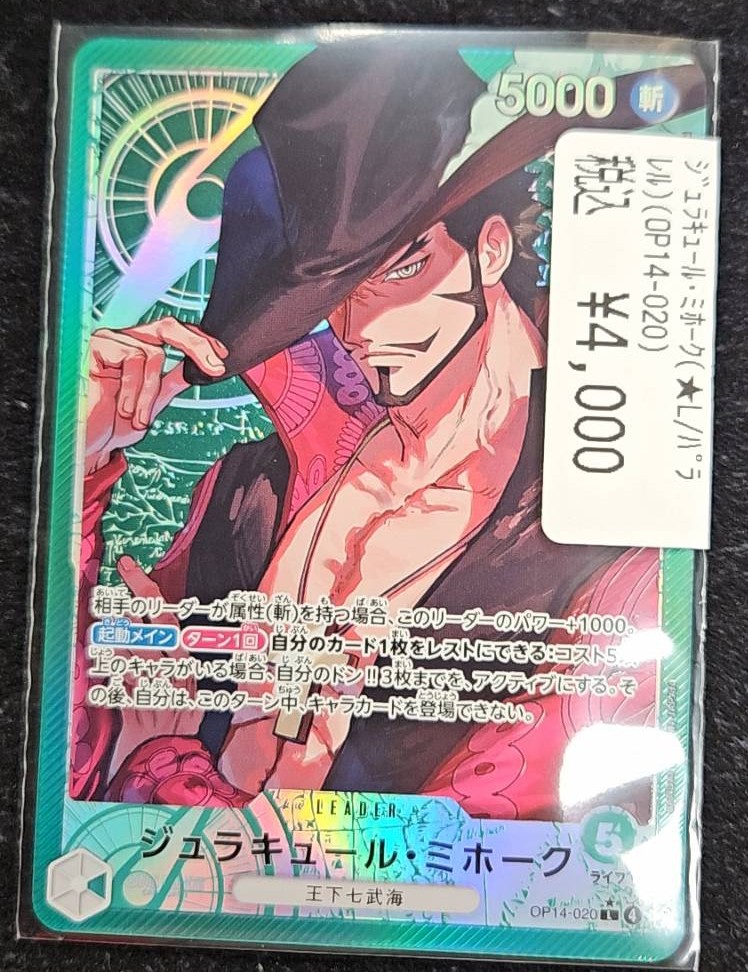 5000 斬
ジュラキュール・ミホーク(★L/パラ
レル)(OP14-020)
税込 ¥4,000
相手のリーダーが属性(斬)を持つ場合、このリーダーのパワー+1000。
起動メイン ターン1回 自分のカード1枚をレストにできる:コスト5以
上のキャラがいる場合、自分のドン!!3枚までを、アクティブにする。そ
の後、自分は、このターン中、キャラカードを登場できない。
LEADER
ジュラキュール・ミホーク
5
ライフ
王下七武海
OP14-020 L 4